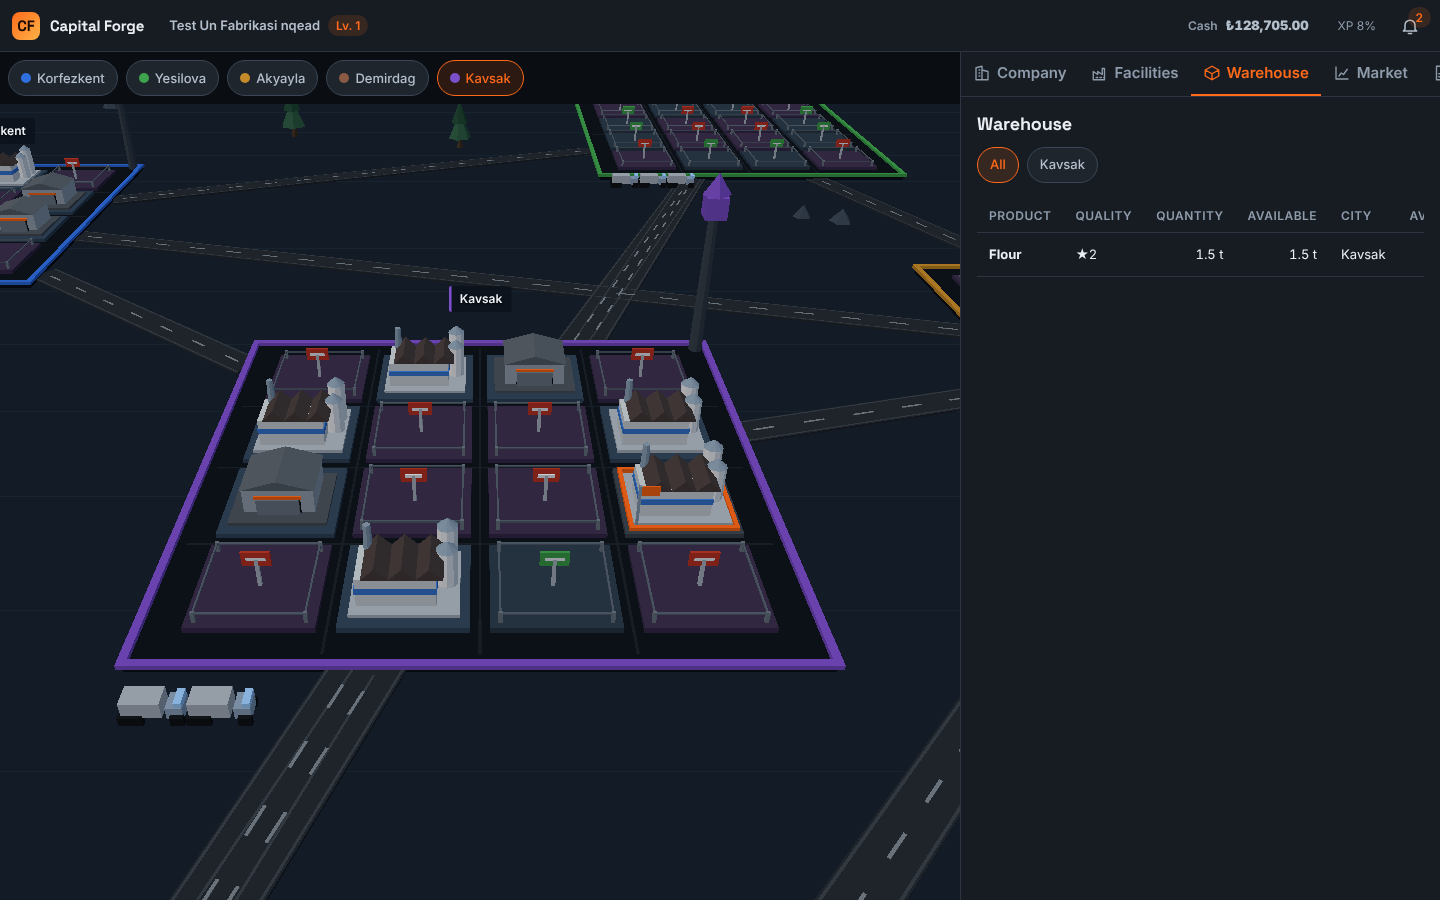 CF Capital Forge Test Un Fabrikasi nqead Lv. 1 Cash ₺128,705.00 XP 8% 2
Korfezkent Yesilova Akyayla Demirdag Kavsak
Company Facilities Warehouse Market
Warehouse
All Kavsak
PRODUCT QUALITY QUANTITY AVAILABLE CITY AV
Flour ★2 1.5 t 1.5 t Kavsak
kent
Kavsak